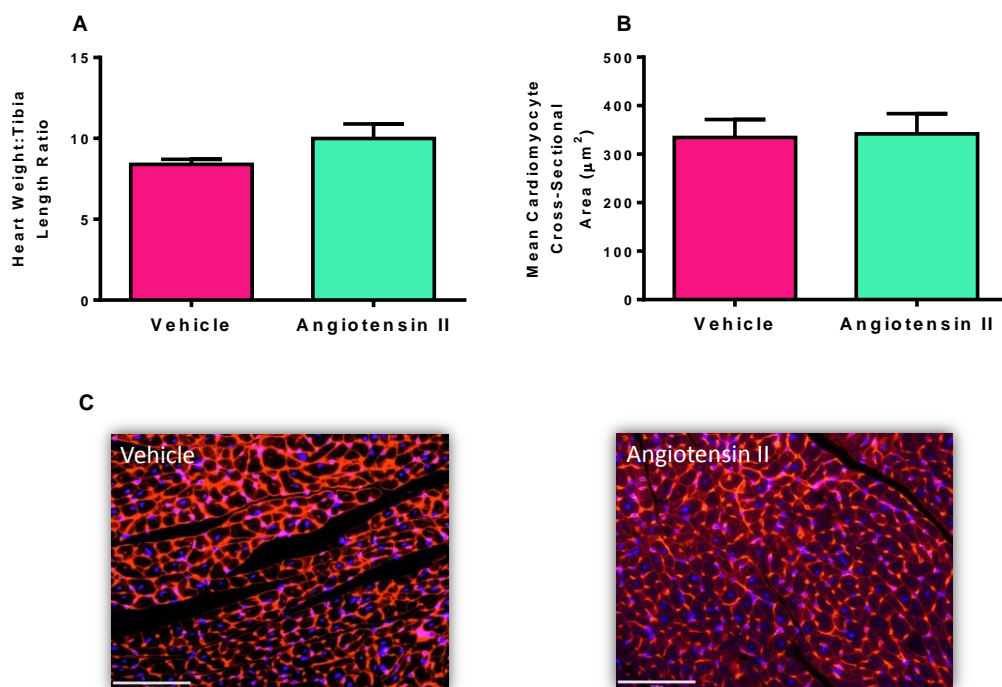 A
Heart Weight:Tibia
Length Ratio
15
10
5
0
Vehicle
Angiotensin II
B
Mean Cardiomyocyte
Cross-Sectional
Area (µm²)
500
400
300
200
100
0
Vehicle
Angiotensin II
C
Vehicle
Angiotensin II